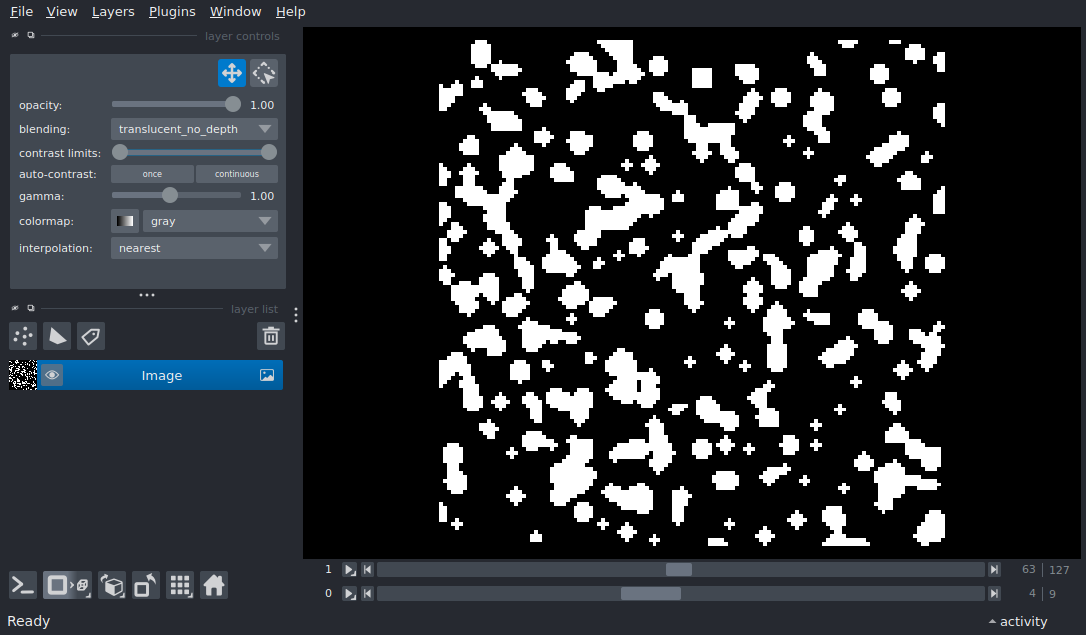 File View Layers Plugins Window Help
layer controls
opacity: 1.00
blending: translucent_no_depth
contrast limits:
auto-contrast: once continuous
gamma: 1.00
colormap: gray
interpolation: nearest
layer list
Image
1 63 127
0 4 9
Ready activity